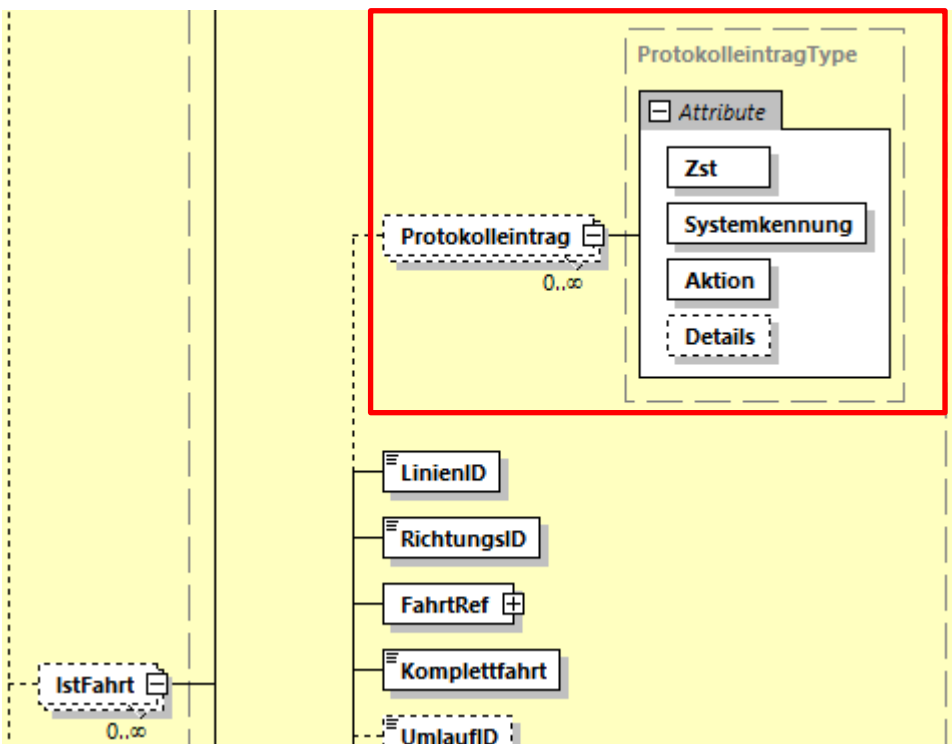 ProtokolleintragType
Attribute
Zst
Systemkennung
Protokolleintrag
Aktion
0..∞
Details
LinienID
RichtungsID
FahrtRef
Komplettfahrt
IstFahrt
0..∞
UmlaufID